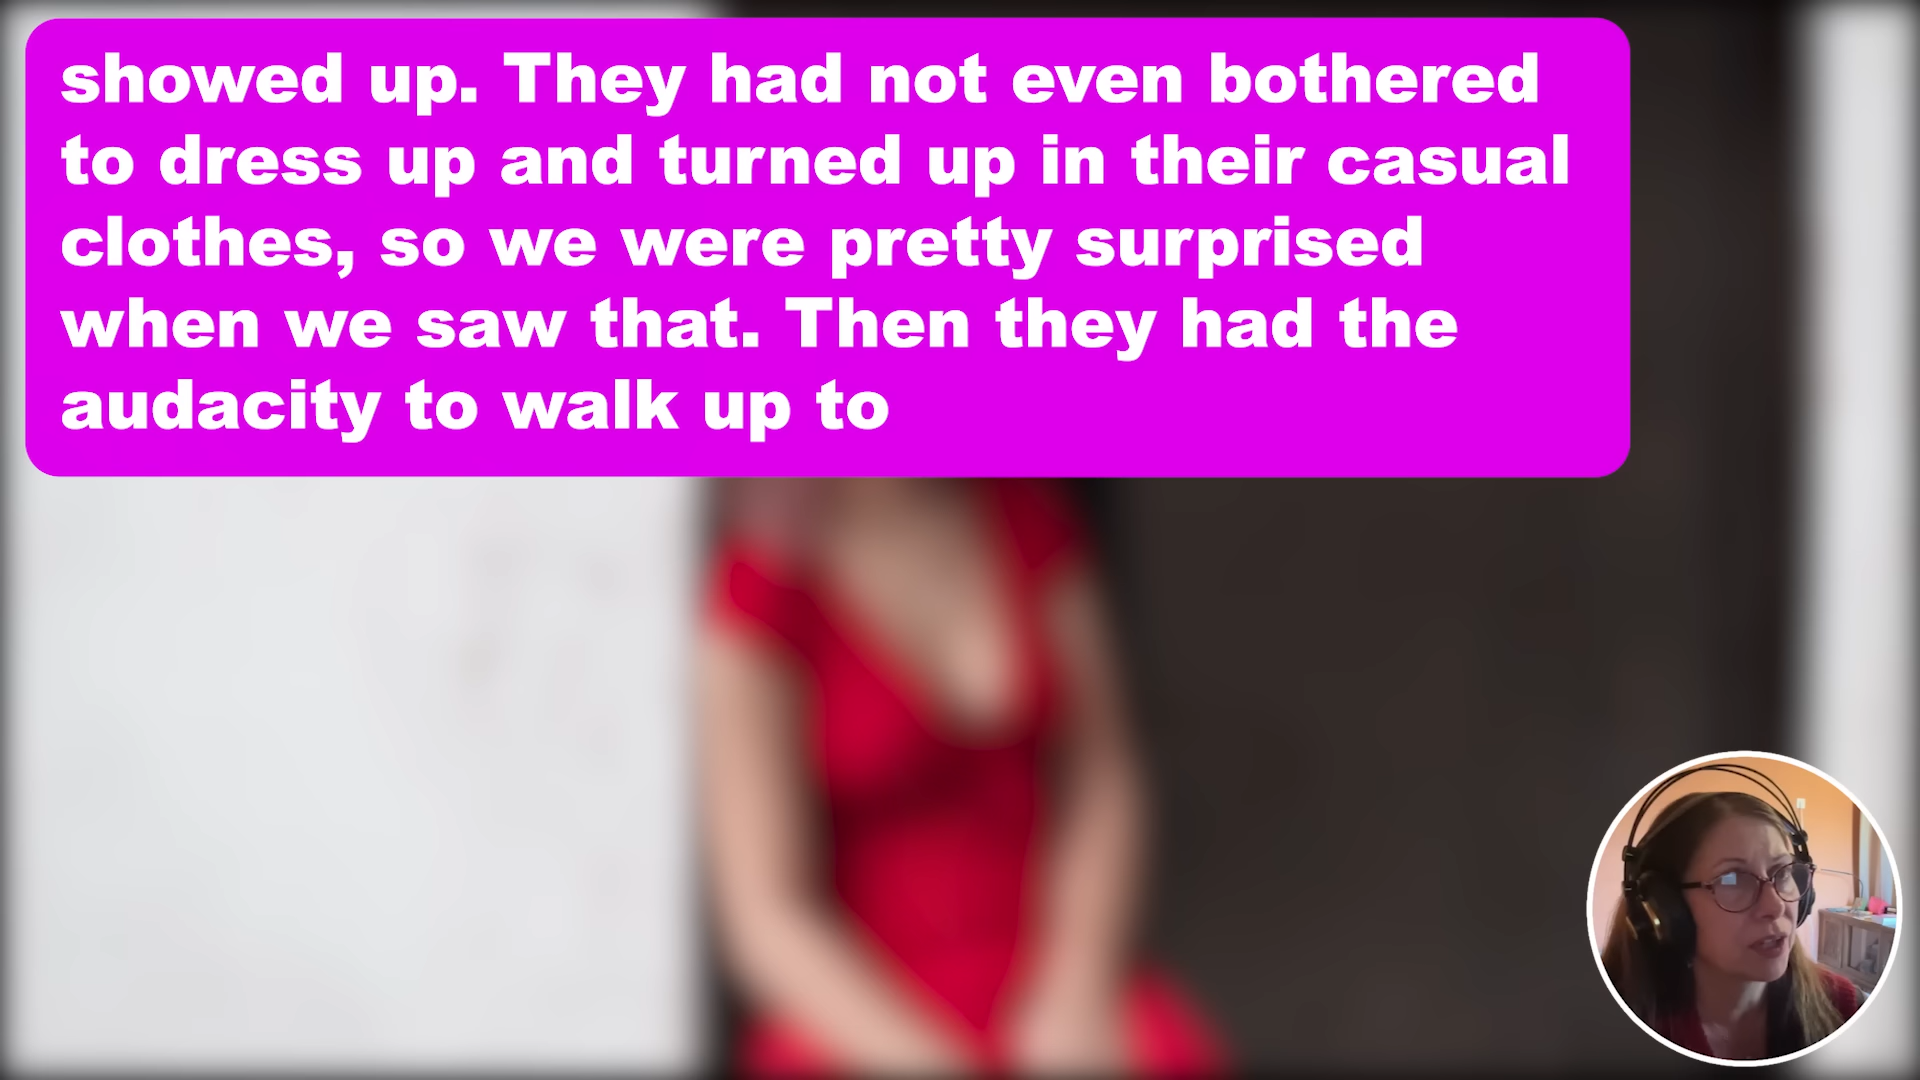 showed up. They had not even bothered
to dress up and turned up in their casual
clothes, so we were pretty surprised
when we saw that. Then they had the
audacity to walk up to